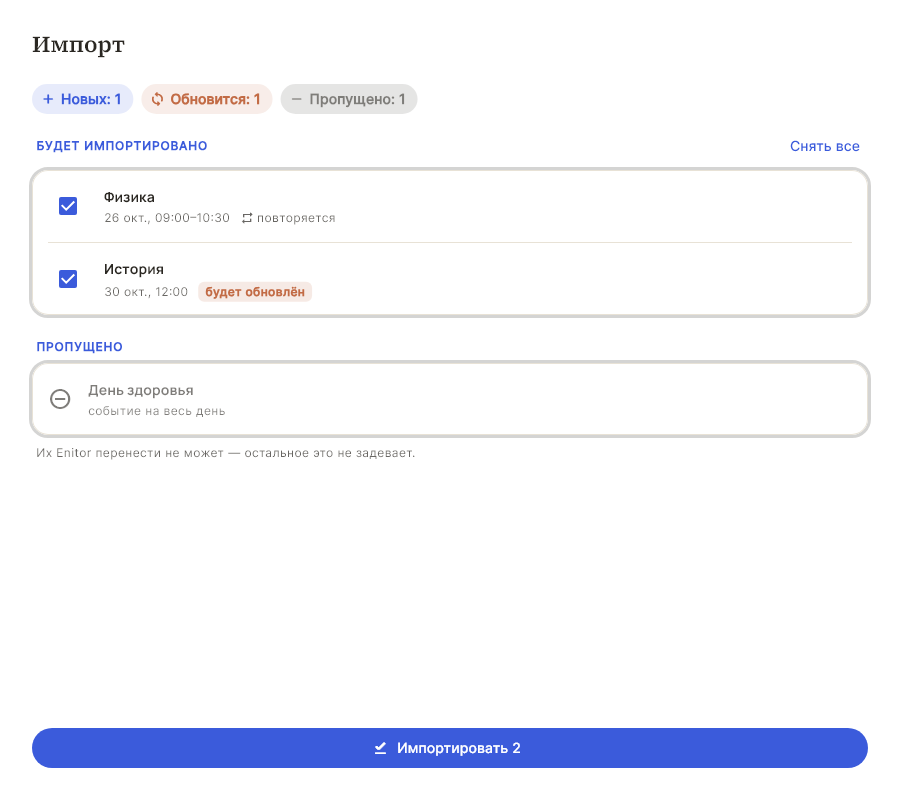 Импорт
+ Новых: 1 Обновится: 1 − Пропущено: 1
БУДЕТ ИМПОРТИРОВАНО Снять все
Физика
26 окт., 09:00–10:30 повторяется
История
30 окт., 12:00 будет обновлён
ПРОПУЩЕНО
День здоровья
событие на весь день
Их Enitor перенести не может — остальное это не задевает.
Импортировать 2